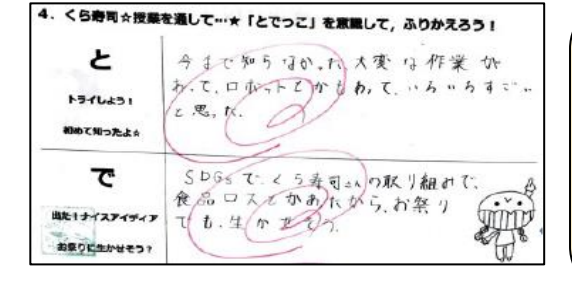 4．くら寿司☆授業を通して…★「とでっこ」を意識して，ふりかえろう！
と
トライしよう！
初めて知ったよ☆
今まで知らなかった大変な作業が
あって、ロボットとかもあって、いろいろすごい
と思った。
で
出た！ナイスアイディア
お祭りに生かせそう？
SDGsで、くら寿司さんの取り組みで、
食品ロスとかあたから、お祭り
でも、生かせそう。